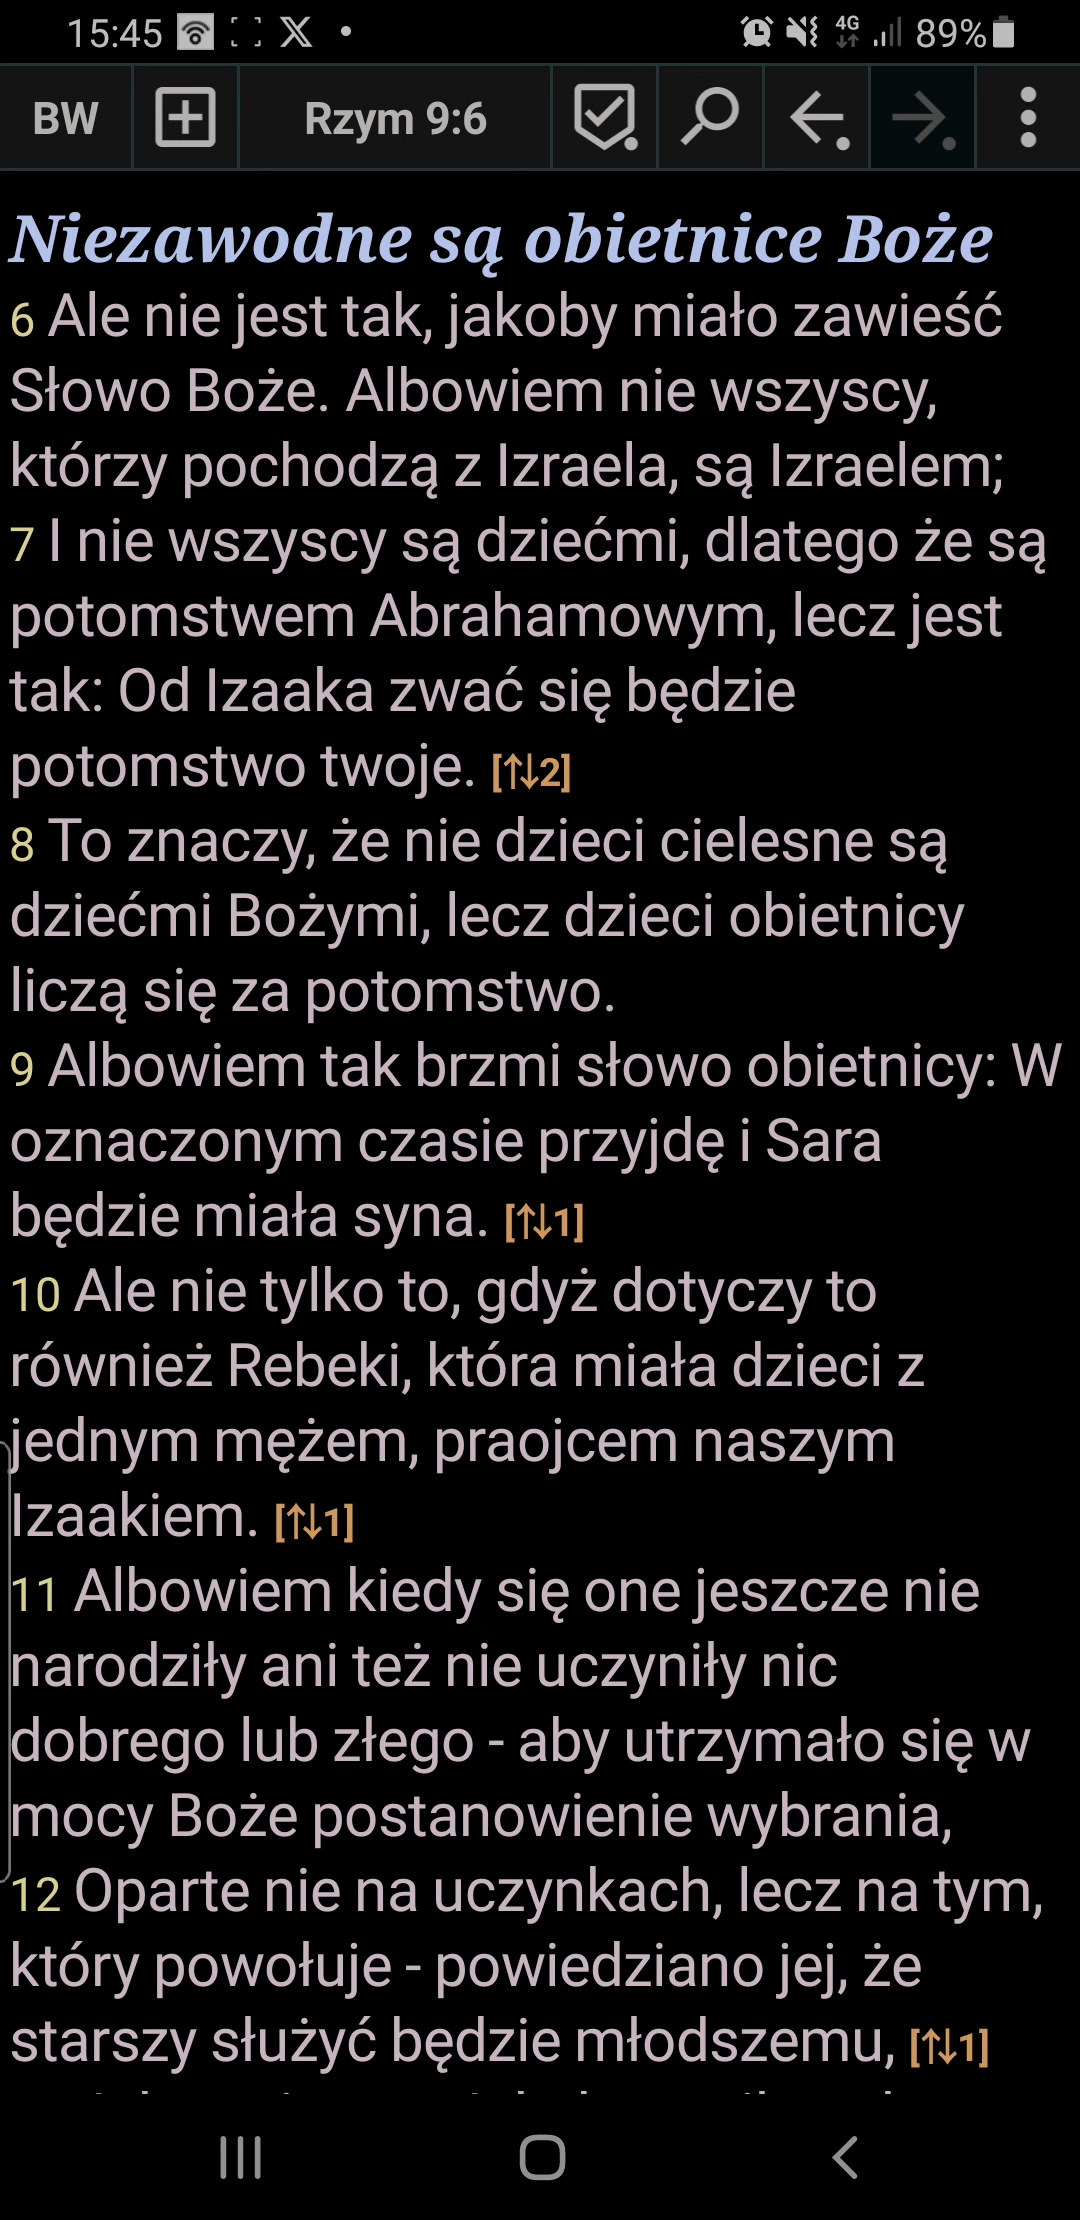 15:45 4G 89%
BW Rzym 9:6
Niezawodne są obietnice Boże
6 Ale nie jest tak, jakoby miało zawieść
Słowo Boże. Albowiem nie wszyscy,
którzy pochodzą z Izraela, są Izraelem;
7 I nie wszyscy są dziećmi, dlatego że są
potomstwem Abrahamowym, lecz jest
tak: Od Izaaka zwać się będzie
potomstwo twoje. [↑↓2]
8 To znaczy, że nie dzieci cielesne są
dziećmi Bożymi, lecz dzieci obietnicy
liczą się za potomstwo.
9 Albowiem tak brzmi słowo obietnicy: W
oznaczonym czasie przyjdę i Sara
będzie miała syna. [↑↓1]
10 Ale nie tylko to, gdyż dotyczy to
również Rebeki, która miała dzieci z
jednym mężem, praojcem naszym
Izaakiem. [↑↓1]
11 Albowiem kiedy się one jeszcze nie
narodziły ani też nie uczyniły nic
dobrego lub złego - aby utrzymało się w
mocy Boże postanowienie wybrania,
12 Oparte nie na uczynkach, lecz na tym,
który powołuje - powiedziano jej, że
starszy służyć będzie młodszemu, [↑↓1]